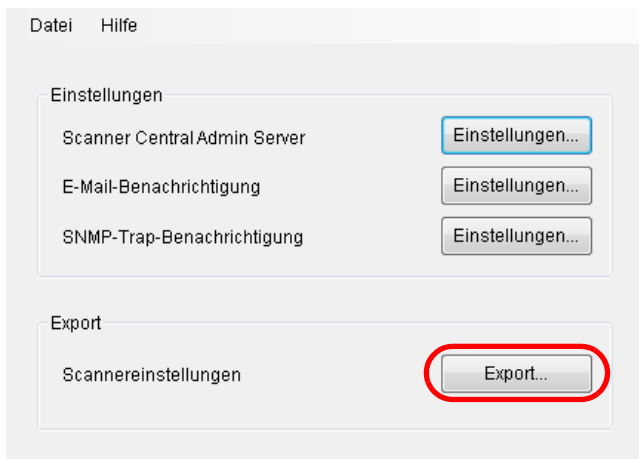 Datei Hilfe
Einstellungen
Scanner Central Admin Server Einstellungen...
E-Mail-Benachrichtigung Einstellungen...
SNMP-Trap-Benachrichtigung Einstellungen...
Export
Scannereinstellungen Export...